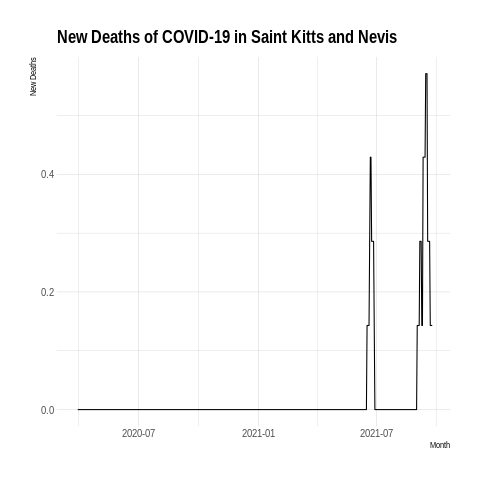 New Deaths of COVID-19 in Saint Kitts and Nevis
New Deaths
0.4
0.2
0.0
2020-07
2021-01
2021-07
Month